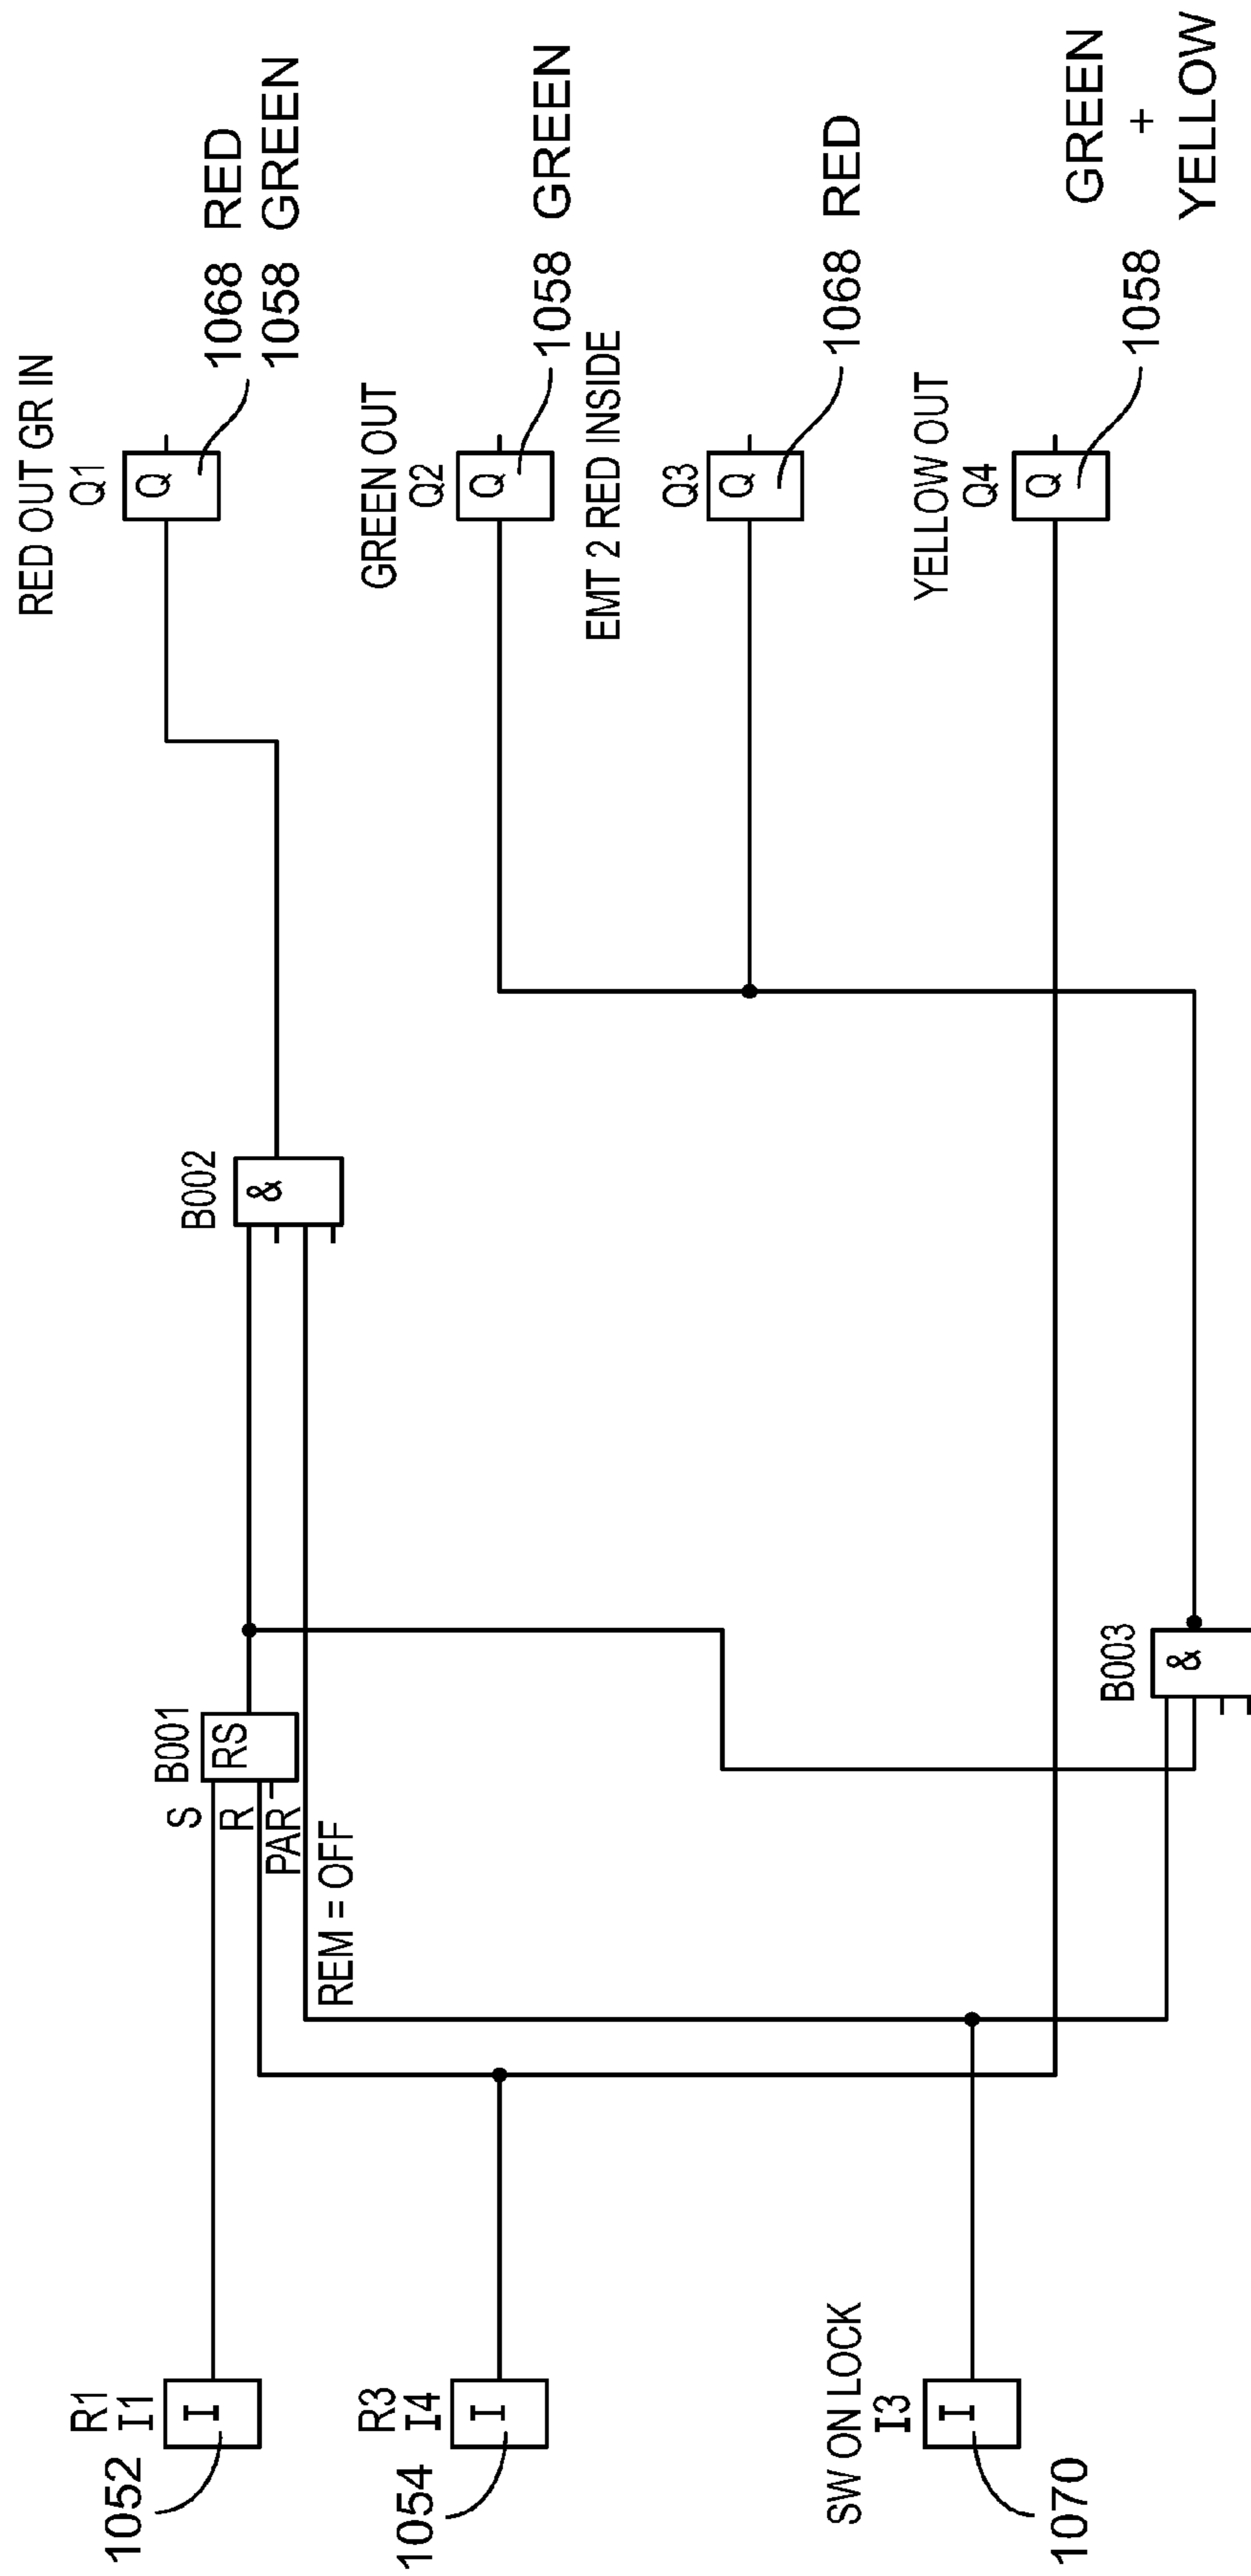 RED OUT GR IN
Q1
Q
1068 RED
1058 GREEN
GREEN OUT
Q2
Q
1058 GREEN
EMT 2 RED INSIDE
Q3
Q
1068 RED
YELLOW OUT
Q4
Q
1058
GREEN
+
YELLOW
B002
&
B001
RS
S
R
PAR
REM = OFF
B003
&
R1
I1
I
1052
R3
I4
I
1054
SW ON LOCK
I3
I
1070